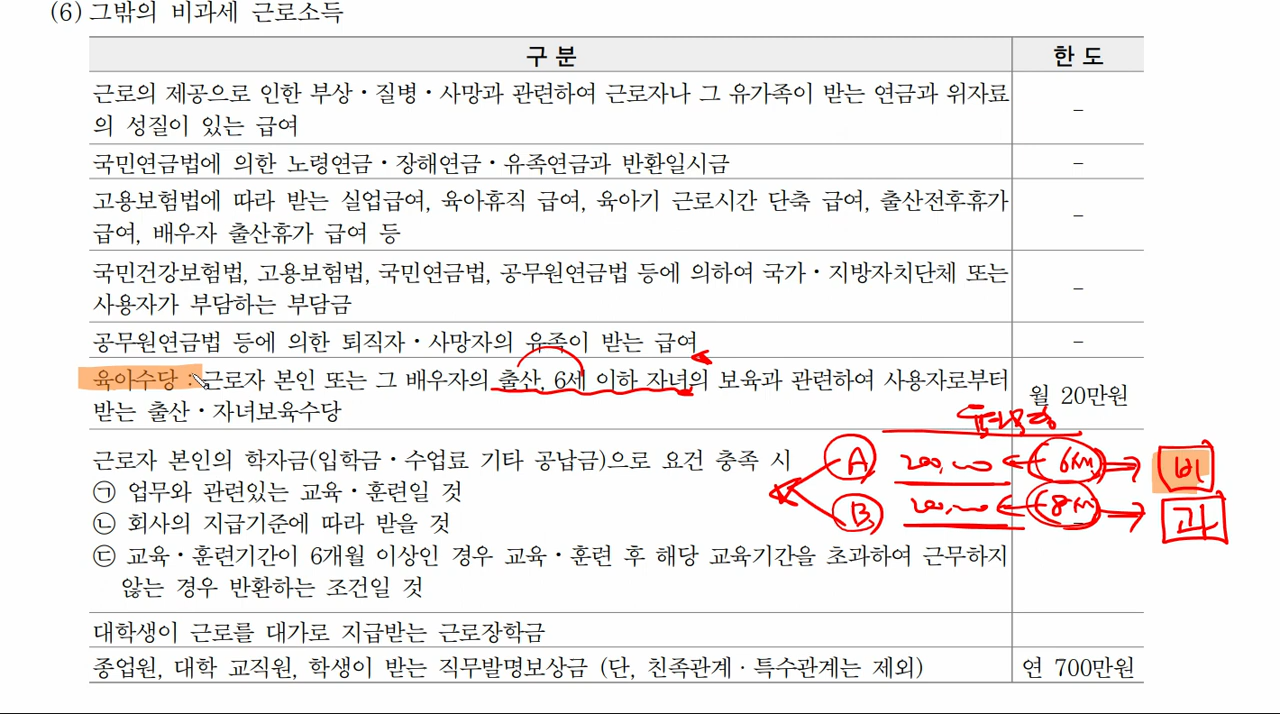 (6) 그밖의 비과세 근로소득
구 분 한 도
근로의 제공으로 인한 부상・질병・사망과 관련하여 근로자나 그 유가족이 받는 연금과 위자료
의 성질이 있는 급여 –
국민연금법에 의한 노령연금・장해연금・유족연금과 반환일시금 –
고용보험법에 따라 받는 실업급여, 육아휴직 급여, 육아기 근로시간 단축 급여, 출산전후휴가
급여, 배우자 출산휴가 급여 등 –
국민건강보험법, 고용보험법, 국민연금법, 공무원연금법 등에 의하여 국가・지방자치단체 또는
사용자가 부담하는 부담금 –
공무원연금법 등에 의한 퇴직자・사망자의 유족이 받는 급여 –
육아수당 : 근로자 본인 또는 그 배우자의 출산, 6세 이하 자녀의 보육과 관련하여 사용자로부터
받는 출산・자녀보육수당 월 20만원
근로자 본인의 학자금(입학금・수업료 기타 공납금)으로 요건 충족 시
A 200,000 6세 비
㉠ 업무와 관련있는 교육・훈련일 것
B 200,000 8세 과
㉡ 회사의 지급기준에 따라 받을 것 –
㉢ 교육・훈련기간이 6개월 이상인 경우 교육・훈련 후 해당 교육기간을 초과하여 근무하지
않는 경우 반환하는 조건일 것
대학생이 근로를 대가로 지급받는 근로장학금
종업원, 대학 교직원, 학생이 받는 직무발명보상금 (단, 친족관계・특수관계는 제외) 연 700만원